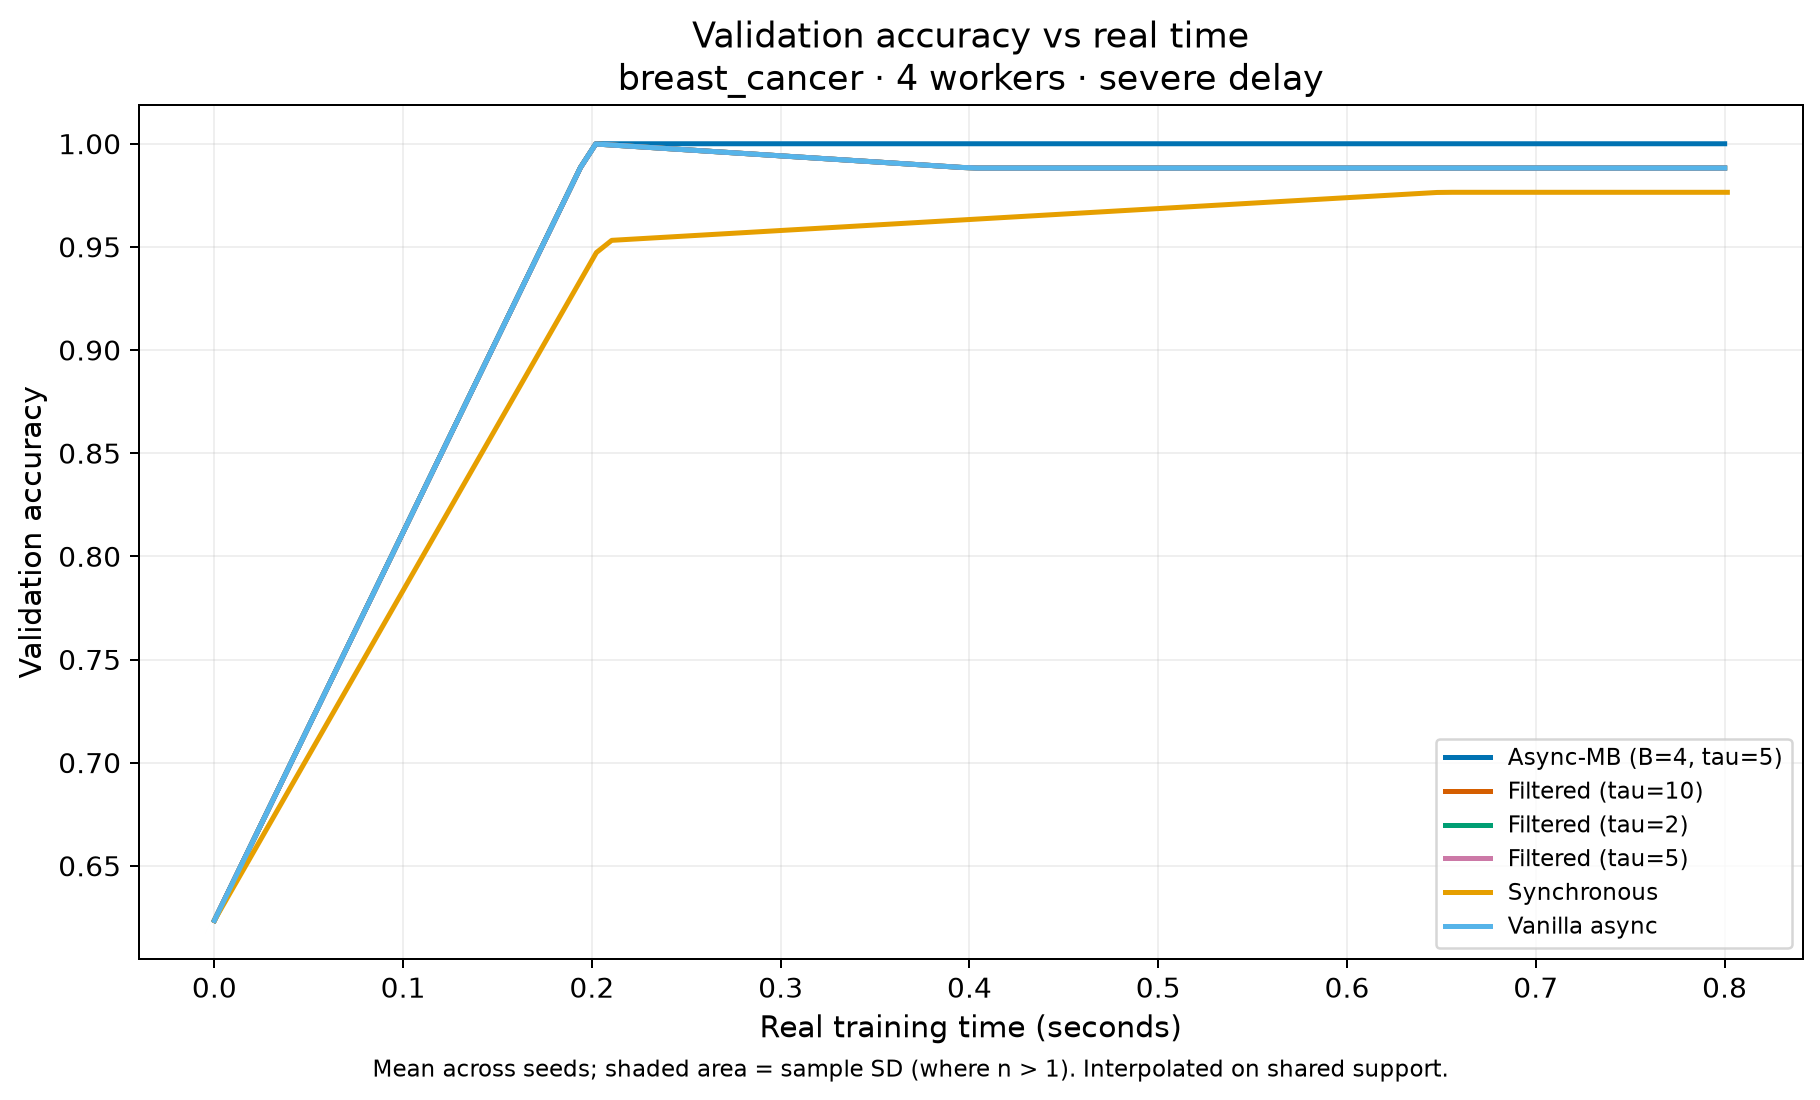 Validation accuracy vs real time
breast_cancer · 4 workers · severe delay
Validation accuracy
1.00
0.95
0.90
0.85
0.80
0.75
0.70
0.65
Async-MB (B=4, tau=5)
Filtered (tau=10)
Filtered (tau=2)
Filtered (tau=5)
Synchronous
Vanilla async
0.0 0.1 0.2 0.3 0.4 0.5 0.6 0.7 0.8
Real training time (seconds)
Mean across seeds; shaded area = sample SD (where n > 1). Interpolated on shared support.